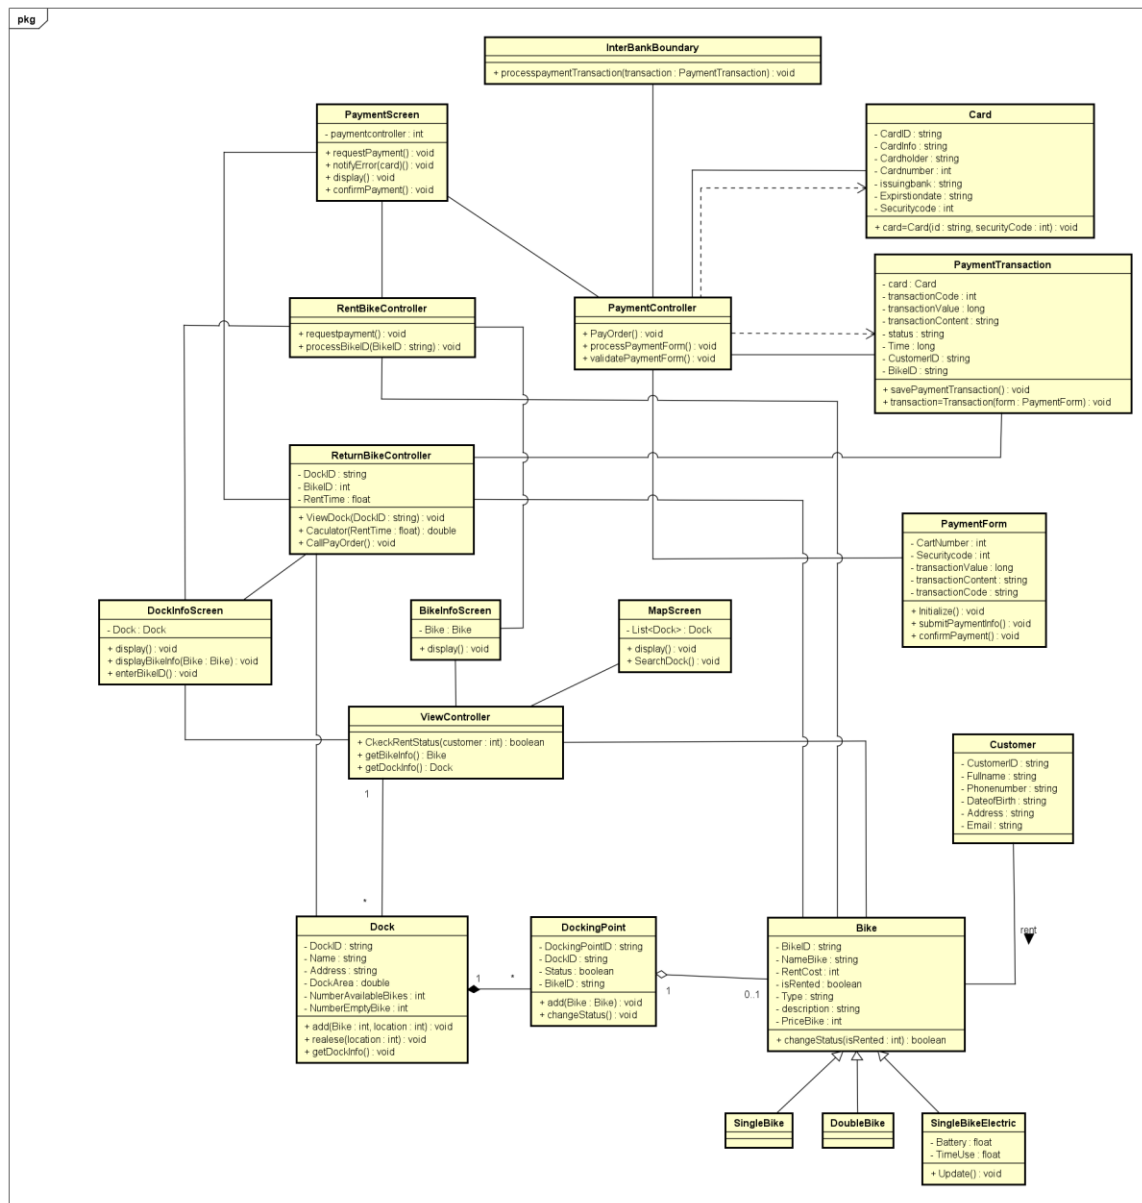 pkg
InterBankBoundary
+ processpaymentTransaction(transaction : PaymentTransaction) : void
PaymentScreen
- paymentcontroller : int
+ requestPayment() : void
+ notifyError(card)() : void
+ display() : void
+ confirmPayment() : void
Card
- CardID : string
- CardInfo : string
- Cardholder : string
- Cardnumber : int
- issuingbank : string
- Expirstiondate : string
- Securitycode : int
+ card=Card(id : string, securityCode : int) : void
PaymentTransaction
- card : Card
- transactionCode : int
- transactionValue : long
- transactionContent : string
- status : string
- Time : long
- CustomerID : string
- BikeID : string
+ savePaymentTransaction() : void
+ transaction=Transaction(form : PaymentForm) : void
RentBikeController
+ requestpayment() : void
+ processBikeID(BikeID : string) : void
PaymentController
+ PayOrder() : void
+ processPaymentForm() : void
+ validatePaymentForm() : void
ReturnBikeController
- DockID : string
- BikeID : int
- RentTime : float
+ ViewDock(DockID : string) : void
+ Caculator(RentTime : float) : double
+ CallPayOrder() : void
PaymentForm
- CartNumber : int
- Securitycode : int
- transactionValue : long
- transactionContent : string
- transactionCode : string
+ Initialize() : void
+ submitPaymentInfo() : void
+ confirmPayment() : void
DockInfoScreen
- Dock : Dock
+ display() : void
+ displayBikeInfo(Bike : Bike) : void
+ enterBikeID() : void
BikeInfoScreen
- Bike : Bike
+ display() : void
MapScreen
- List<Dock> : Dock
+ display() : void
+ SearchDock() : void
ViewController
+ CkeckRentStatus(customer : int) : boolean
+ getBikeInfo() : Bike
+ getDockInfo() : Dock
1
*
Customer
- CustomerID : string
- Fullname : string
- Phonenumber : string
- DateofBirth : string
- Address : string
- Email : string
rent
Dock
- DockID : string
- Name : string
- Address : string
- DockArea : double
- NumberAvailableBikes : int
- NumberEmptyBike : int
+ add(Bike : int, location : int) : void
+ realese(location : int) : void
+ getDockInfo() : void
1
*
DockingPoint
- DockingPointID : string
- DockID : string
- Status : boolean
- BikeID : string
+ add(Bike : Bike) : void
+ changeStatus() : void
1
0..1
Bike
- BikeID : string
- NameBike : string
- RentCost : int
- isRented : boolean
- Type : string
- description : string
- PriceBike : int
+ changeStatus(isRented : int) : boolean
SingleBike
DoubleBike
SingleBikeElectric
- Battery : float
- TimeUse : float
+ Update() : void